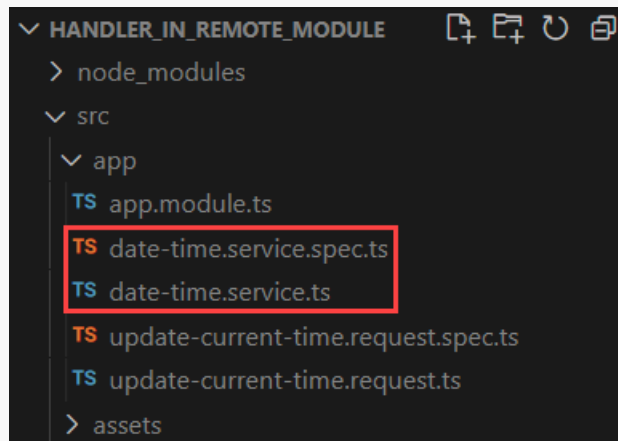 HANDLER_IN_REMOTE_MODULE
node_modules
src
app
TS app.module.ts
TS date-time.service.spec.ts
TS date-time.service.ts
TS update-current-time.request.spec.ts
TS update-current-time.request.ts
assets